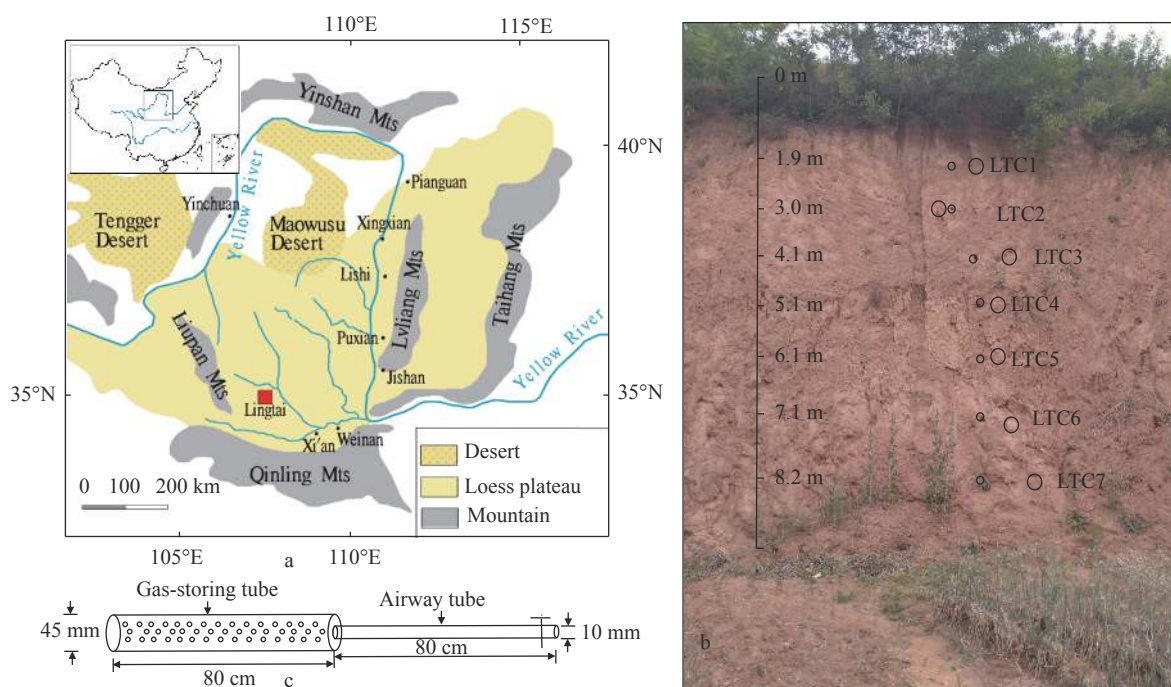 110°E
115°E
Yinshan Mts
40°N
Pianguan
Yellow River
Yinchuan
Tengger
Desert
Maowusu
Desert
Xingxian
Lishi
Lvliang Mts
Taihang Mts
Liupan Mts
Puxian
Jishan
Yellow River
35°N
35°N
Lingtai
Xi'an
Weinan
Qinling Mts
Desert
Loess plateau
Mountain
0 100 200 km
105°E
110°E
a
0 m
1.9 m
LTC1
3.0 m
LTC2
4.1 m
LTC3
5.1 m
LTC4
6.1 m
LTC5
7.1 m
LTC6
8.2 m
LTC7
b
Gas-storing tube
Airway tube
45 mm
10 mm
80 cm
80 cm
c